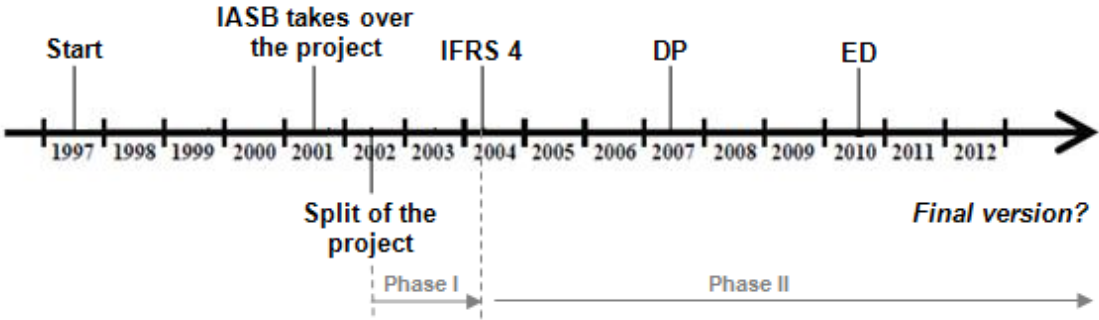 IASB takes over
the project
Start
IFRS 4
DP
ED
1997 1998 1999 2000 2001 2002 2003 2004 2005 2006 2007 2008 2009 2010 2011 2012
Split of the
project
Final version?
Phase I
Phase II